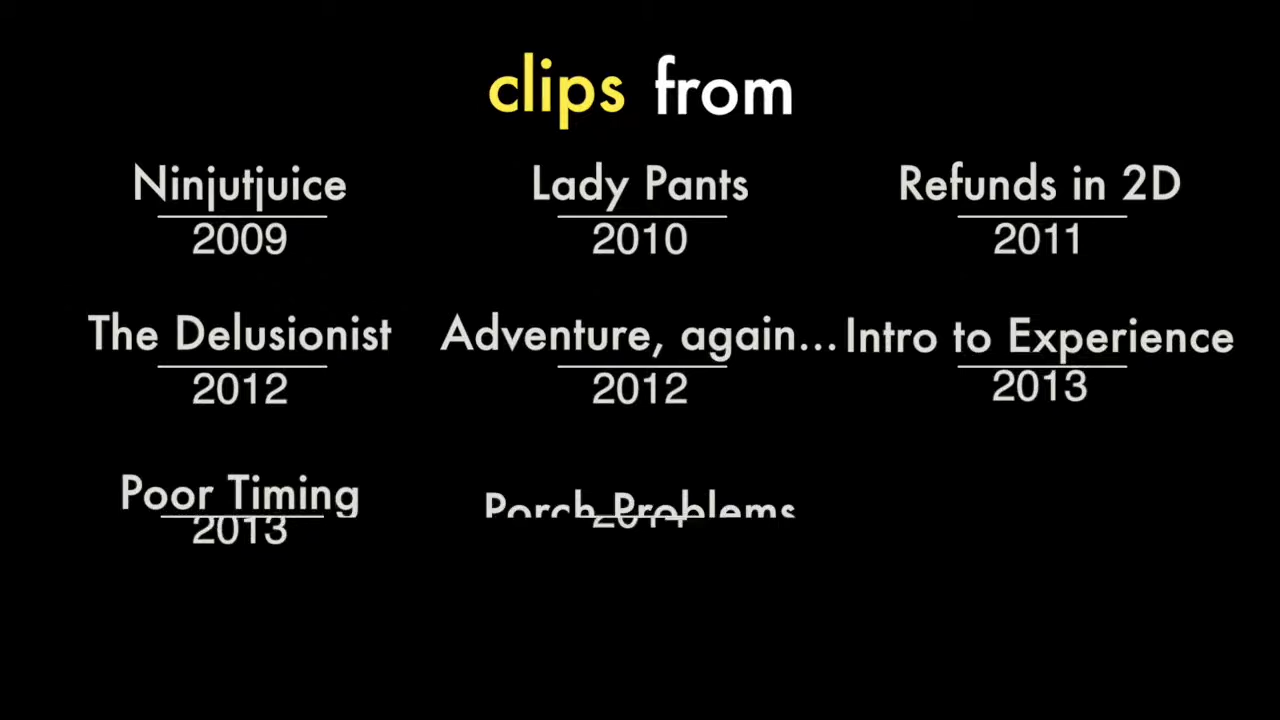 clips from
Ninjutjuice
2009
Lady Pants
2010
Refunds in 2D
2011
The Delusionist
2012
Adventure, again...
2012
Intro to Experience
2013
Poor Timing
2013
Porch Problems